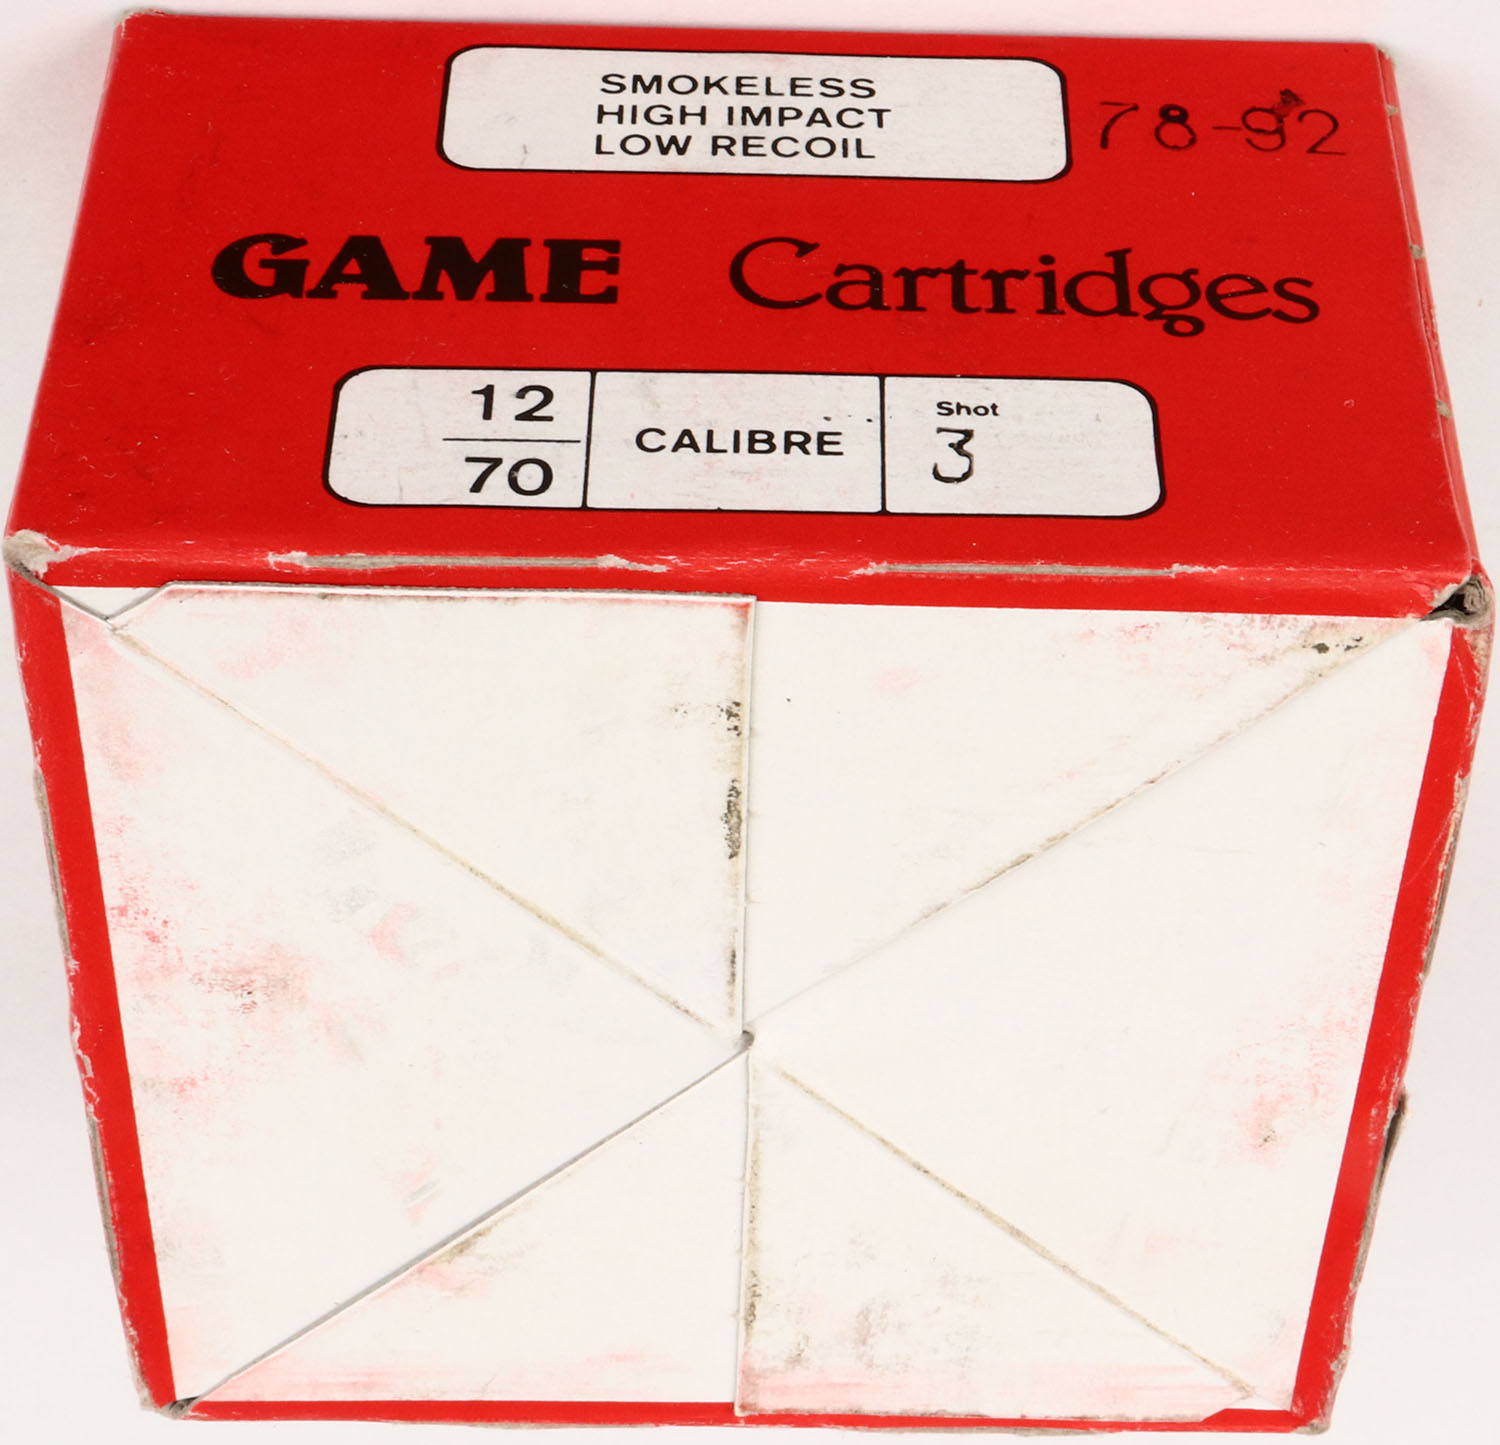 SMOKELESS
HIGH IMPACT
LOW RECOIL
78-92
GAME Cartridges
12
70
CALIBRE
Shot
3